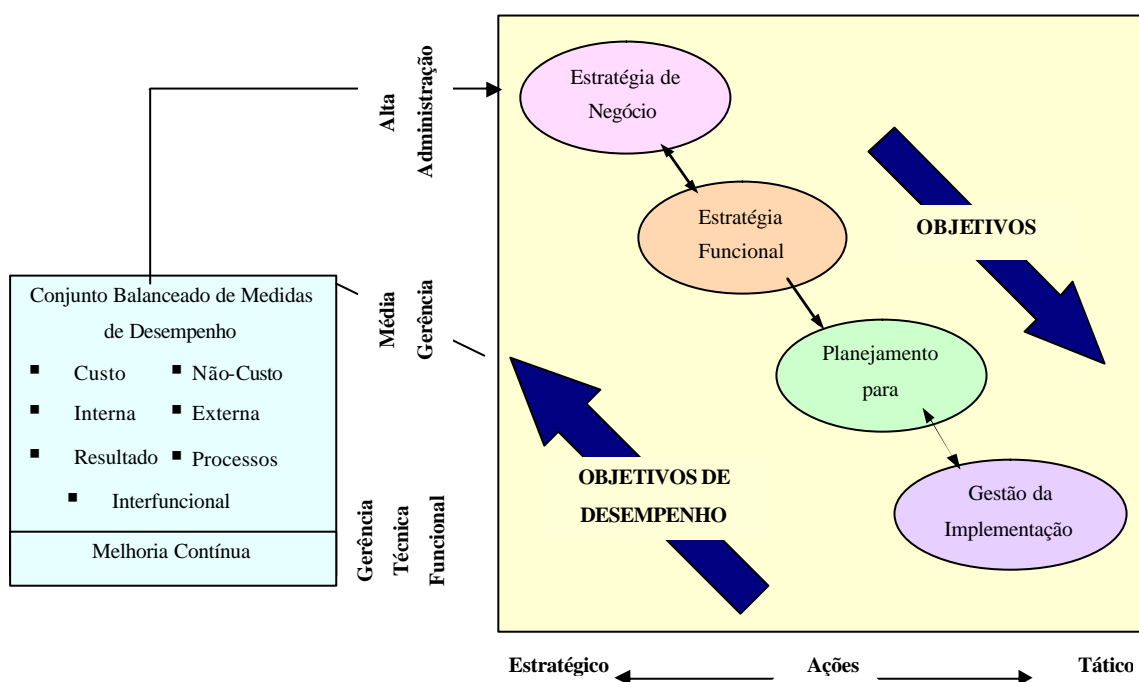 Estratégia de
Negócio
Alta
Administração
Estratégia
Funcional
OBJETIVOS
Conjunto Balanceado de Medidas
de Desempenho
Custo
Não-Custo
Interna
Externa
Resultado
Processos
Interfuncional
Melhoria Contínua
Média
Gerência
Planejamento
para
OBJETIVOS DE
DESEMPENHO
Gestão da
Implementação
Gerência
Técnica
Funcional
Estratégico
Ações
Tático